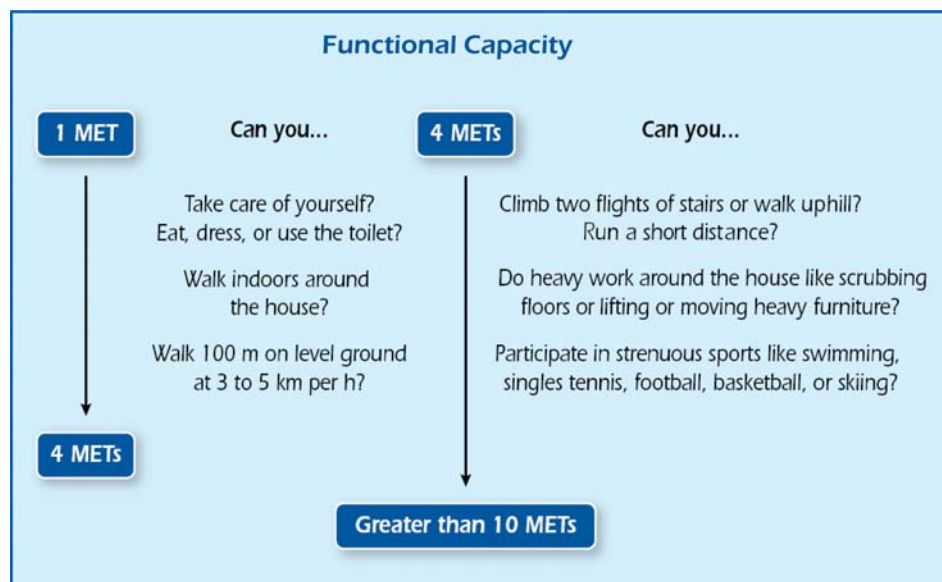 Functional Capacity
1 MET
Can you...
Take care of yourself?
Eat, dress, or use the toilet?
Walk indoors around
the house?
Walk 100 m on level ground
at 3 to 5 km per h?
4 METs
4 METs
Can you...
Climb two flights of stairs or walk uphill?
Run a short distance?
Do heavy work around the house like scrubbing
floors or lifting or moving heavy furniture?
Participate in strenuous sports like swimming,
singles tennis, football, basketball, or skiing?
Greater than 10 METs